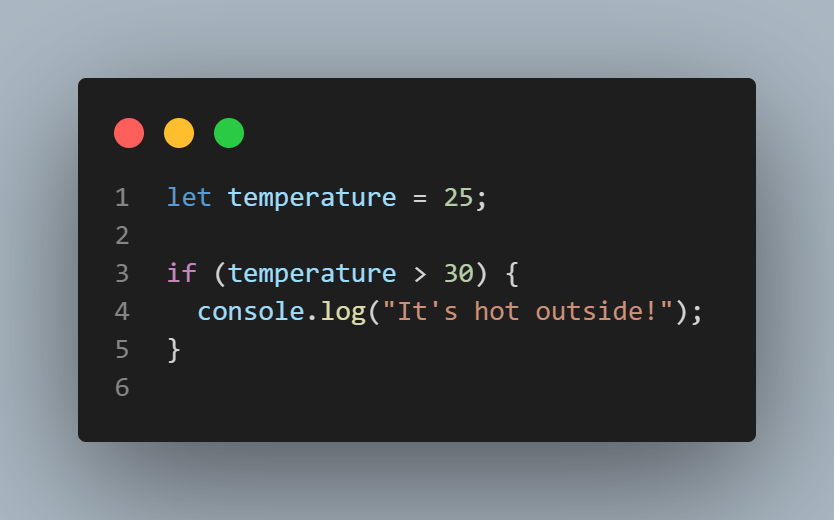 1 let temperature = 25;
2
3 if (temperature > 30) {
4   console.log("It's hot outside!");
5 }
6